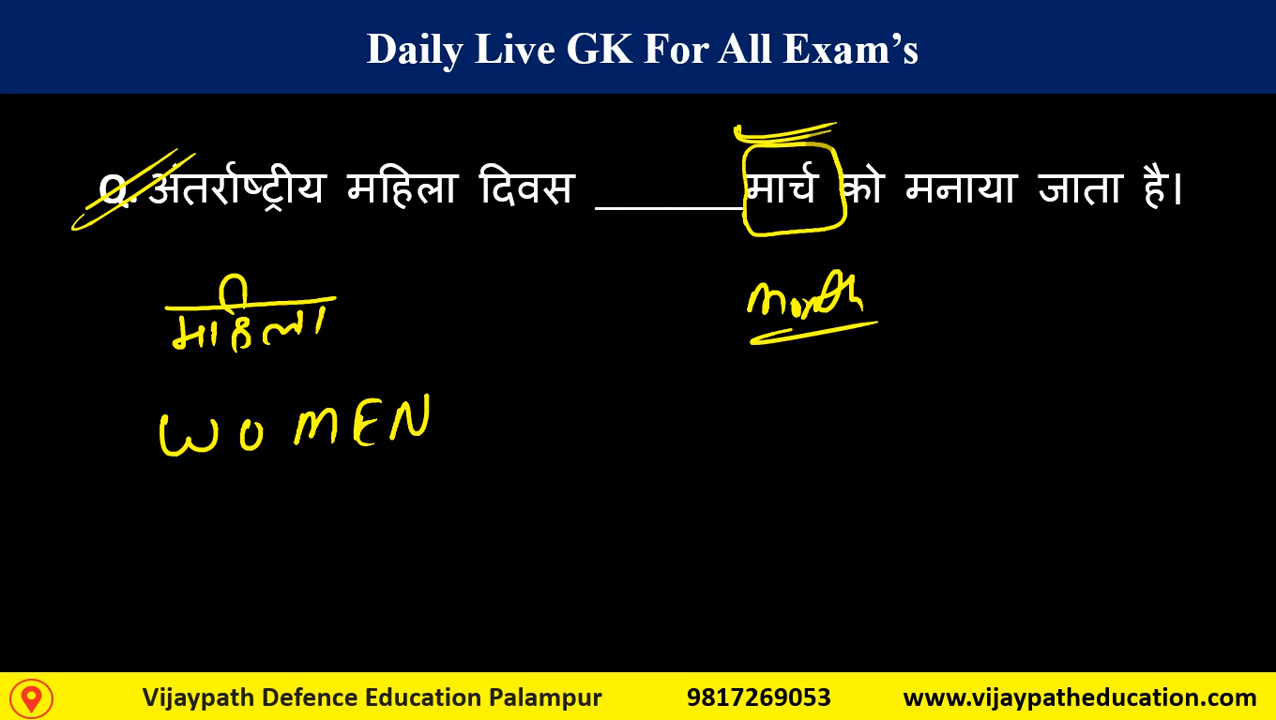 Daily Live GK For All Exam's
Q. अंतर्राष्ट्रीय महिला दिवस ________मार्च को मनाया जाता है।
महिला
month
WOMEN
Vijaypath Defence Education Palampur 9817269053 www.vijaypatheducation.com